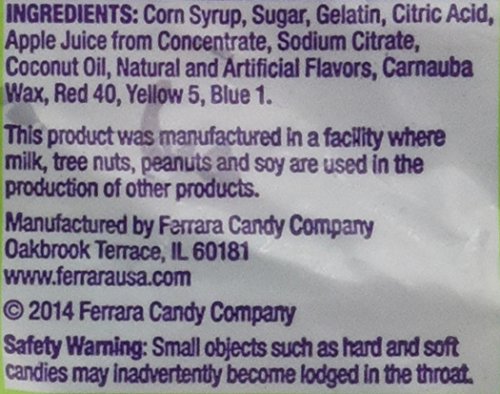 INGREDIENTS: Corn Syrup, Sugar, Gelatin, Citric Acid,
Apple Juice from Concentrate, Sodium Citrate,
Coconut Oil, Natural and Artificial Flavors, Carnauba
Wax, Red 40, Yellow 5, Blue 1.
This product was manufactured in a facility where
milk, tree nuts, peanuts and soy are used in the
production of other products.
Manufactured by Ferrara Candy Company
Oakbrook Terrace, IL 60181
www.ferrarausa.com
© 2014 Ferrara Candy Company
Safety Warning: Small objects such as hard and soft
candies may inadvertently become lodged in the throat.